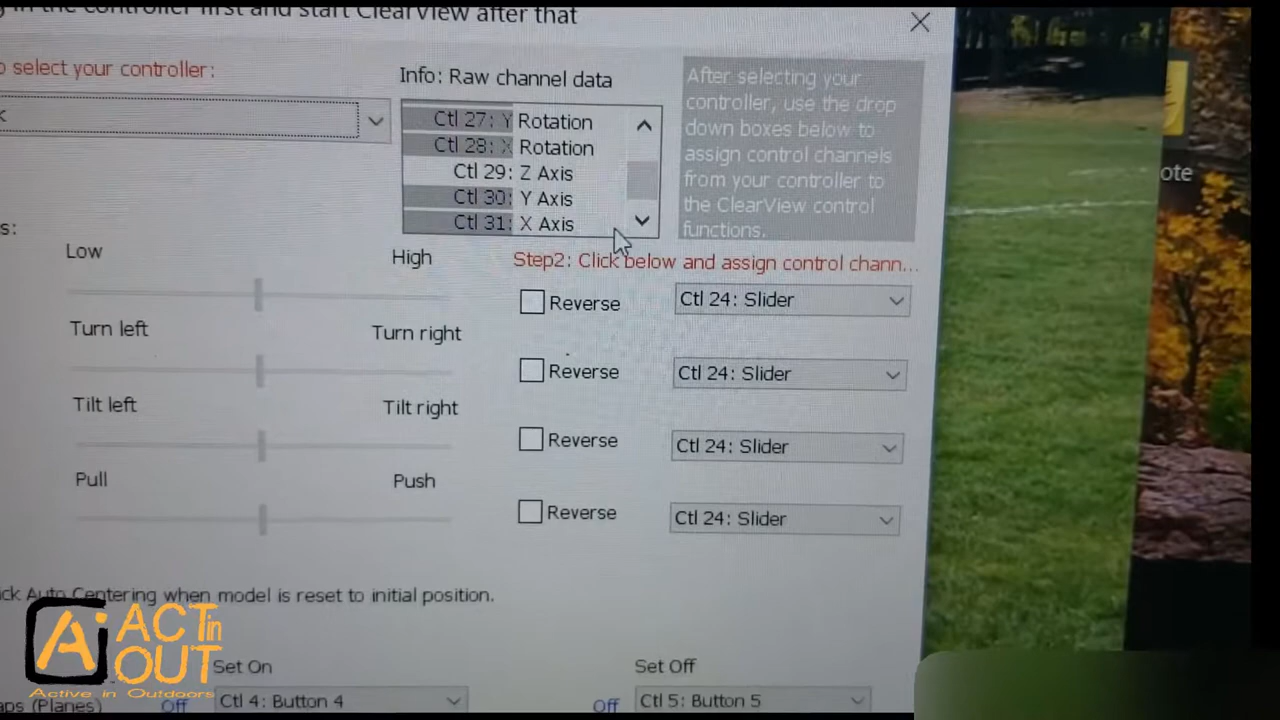 in the controller first and start ClearView after that
select your controller:
Info: Raw channel data
Ctl 27: Y Rotation
Ctl 28: X Rotation
Ctl 29: Z Axis
Ctl 30: Y Axis
Ctl 31: X Axis
After selecting your
controller, use the drop
down boxes below to
assign control channels
from your controller to
the ClearView control
functions.
ote
s:
Low
High
Step2: Click below and assign control chann...
Reverse
Ctl 24: Slider
Turn left
Turn right
Reverse
Ctl 24: Slider
Tilt left
Tilt right
Reverse
Ctl 24: Slider
Pull
Push
Reverse
Ctl 24: Slider
ick Auto Centering when model is reset to initial position.
Ai ACT in
OUT
Active in Outdoors
Set On
Set Off
aps (Planes)
Off
Ctl 4: Button 4
Off
Ctl 5: Button 5